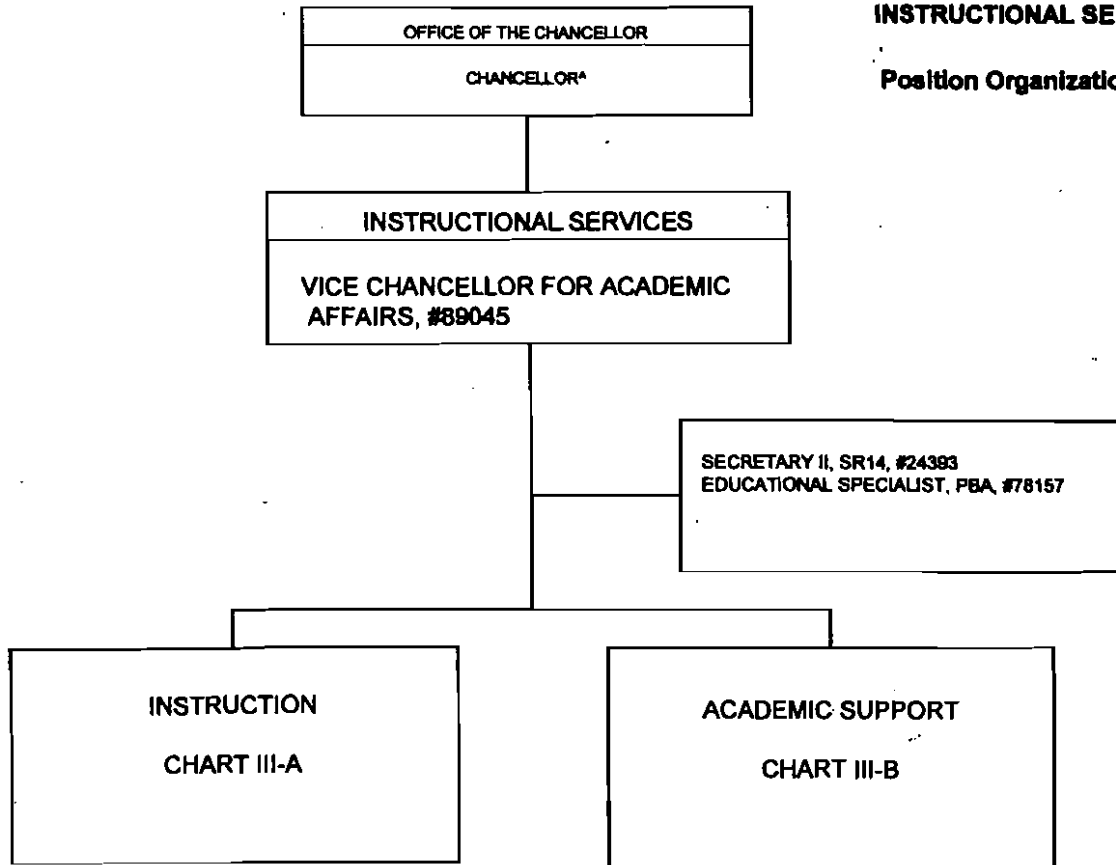 INSTRUCTIONAL SE
Position Organizatio
OFFICE OF THE CHANCELLOR
CHANCELLORᴬ
INSTRUCTIONAL SERVICES
VICE CHANCELLOR FOR ACADEMIC
AFFAIRS, #89045
SECRETARY II, SR14, #24393
EDUCATIONAL SPECIALIST, PBA, #78157
INSTRUCTION
CHART III-A
ACADEMIC SUPPORT
CHART III-B